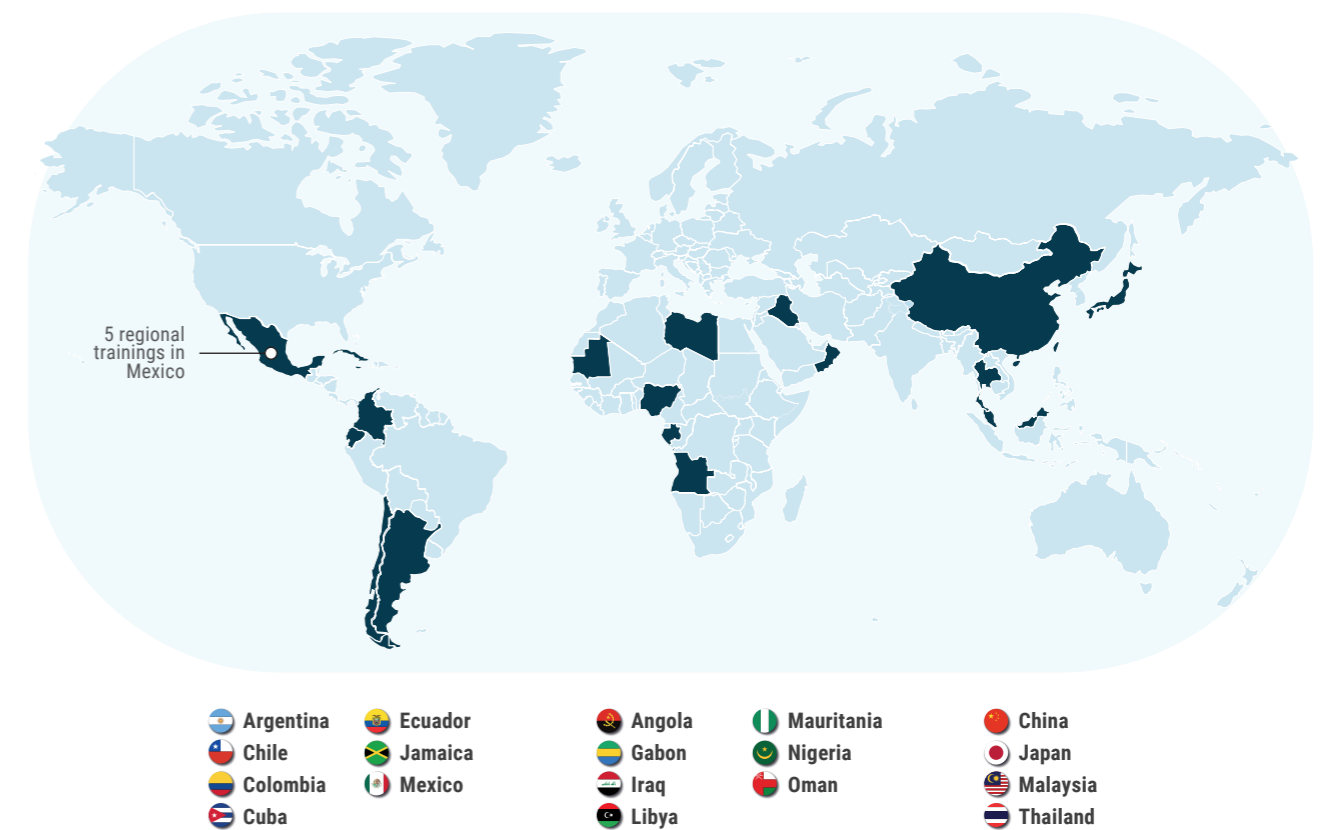 5 regional
trainings in
Mexico
Argentina
Chile
Colombia
Cuba
Ecuador
Jamaica
Mexico
Angola
Gabon
Iraq
Libya
Mauritania
Nigeria
Oman
China
Japan
Malaysia
Thailand